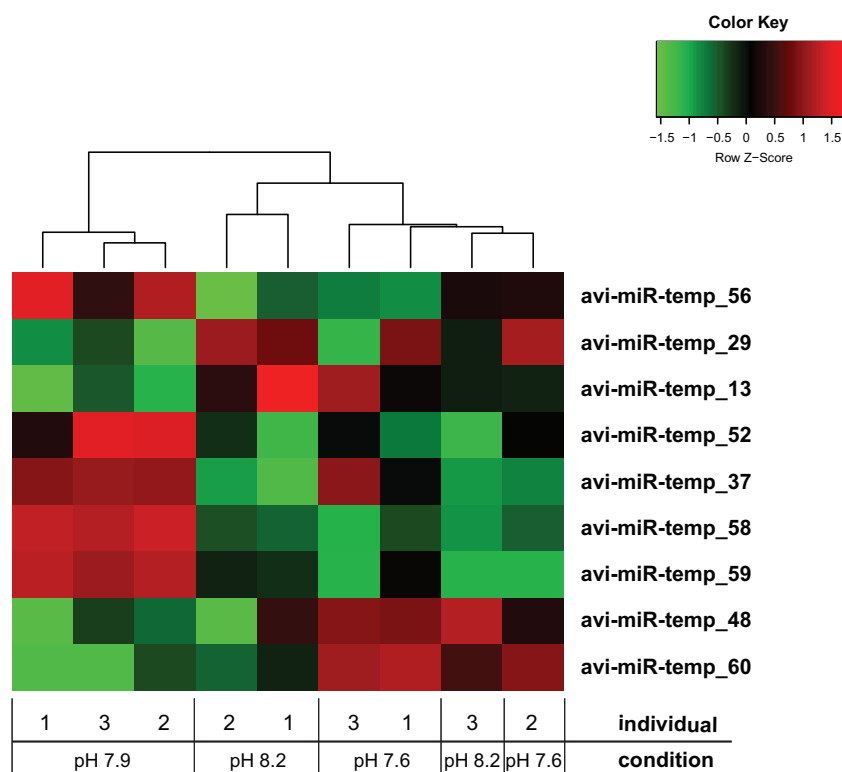 Color Key
−1.5 −1 −0.5 0 0.5 1 1.5
Row Z−Score
avi-miR-temp_56
avi-miR-temp_29
avi-miR-temp_13
avi-miR-temp_52
avi-miR-temp_37
avi-miR-temp_58
avi-miR-temp_59
avi-miR-temp_48
avi-miR-temp_60
1 3 2 2 1 3 1 3 2 individual
pH 7.9 pH 8.2 pH 7.6 pH 8.2 pH 7.6 condition